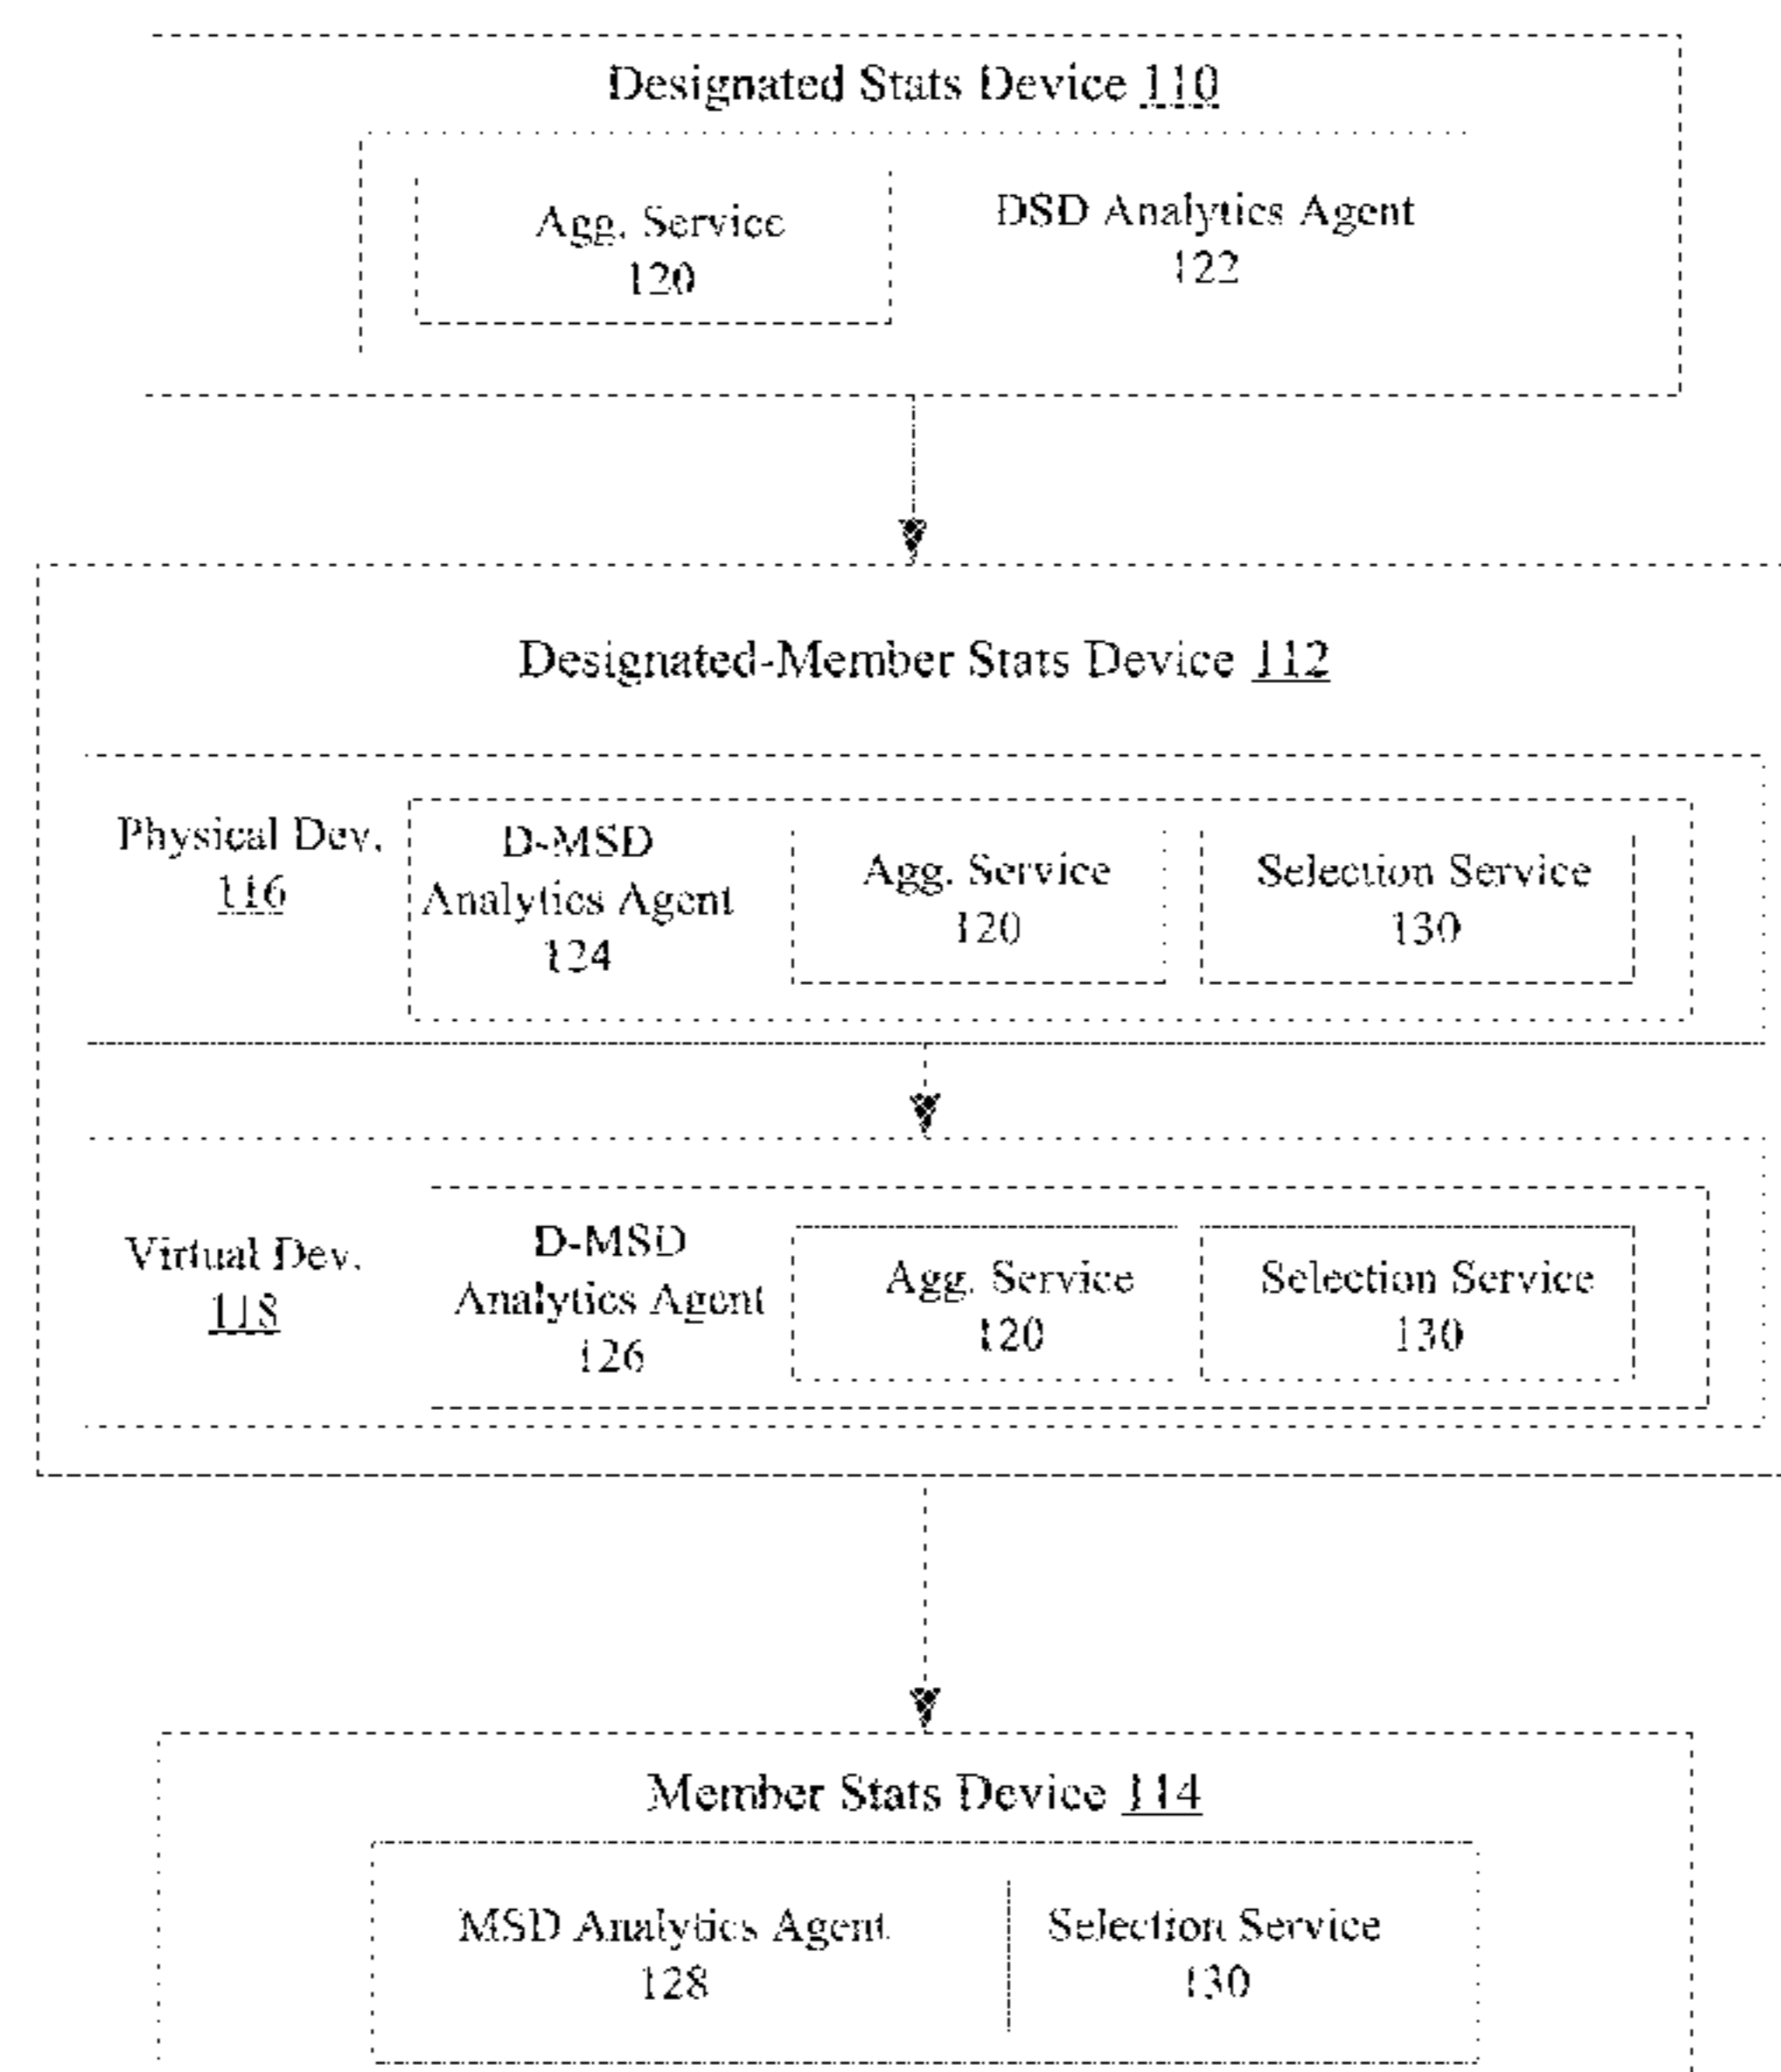 Designated Stats Device 110
Agg. Service
120
DSD Analytics Agent
122
Designated-Member Stats Device 112
Physical Dev.
116
D-MSD
Analytics Agent
124
Agg. Service
120
Selection Service
130
Virtual Dev.
118
D-MSD
Analytics Agent
126
Agg. Service
120
Selection Service
130
Member Stats Device 114
MSD Analytics Agent
128
Selection Service
130